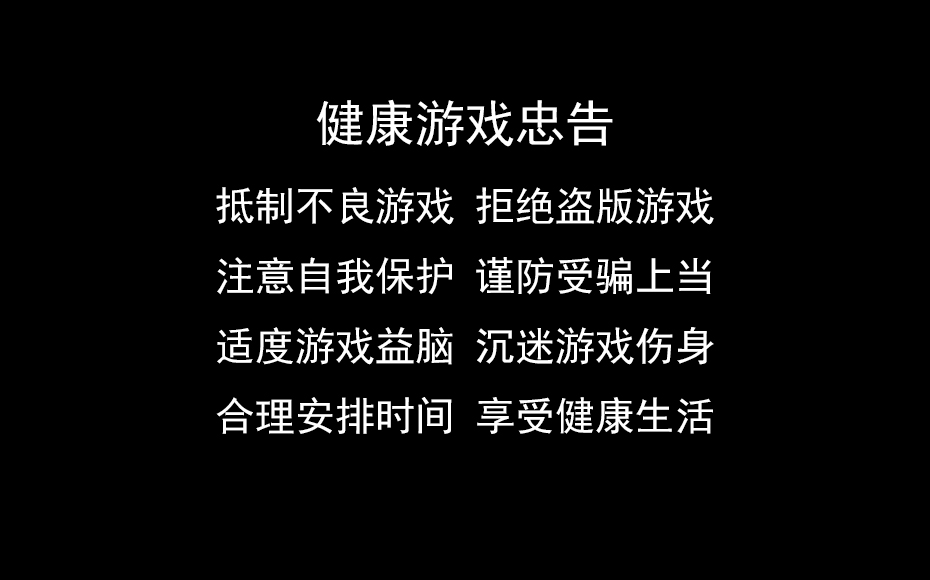 健康游戏忠告
抵制不良游戏 拒绝盗版游戏
注意自我保护 谨防受骗上当
适度游戏益脑 沉迷游戏伤身
合理安排时间 享受健康生活